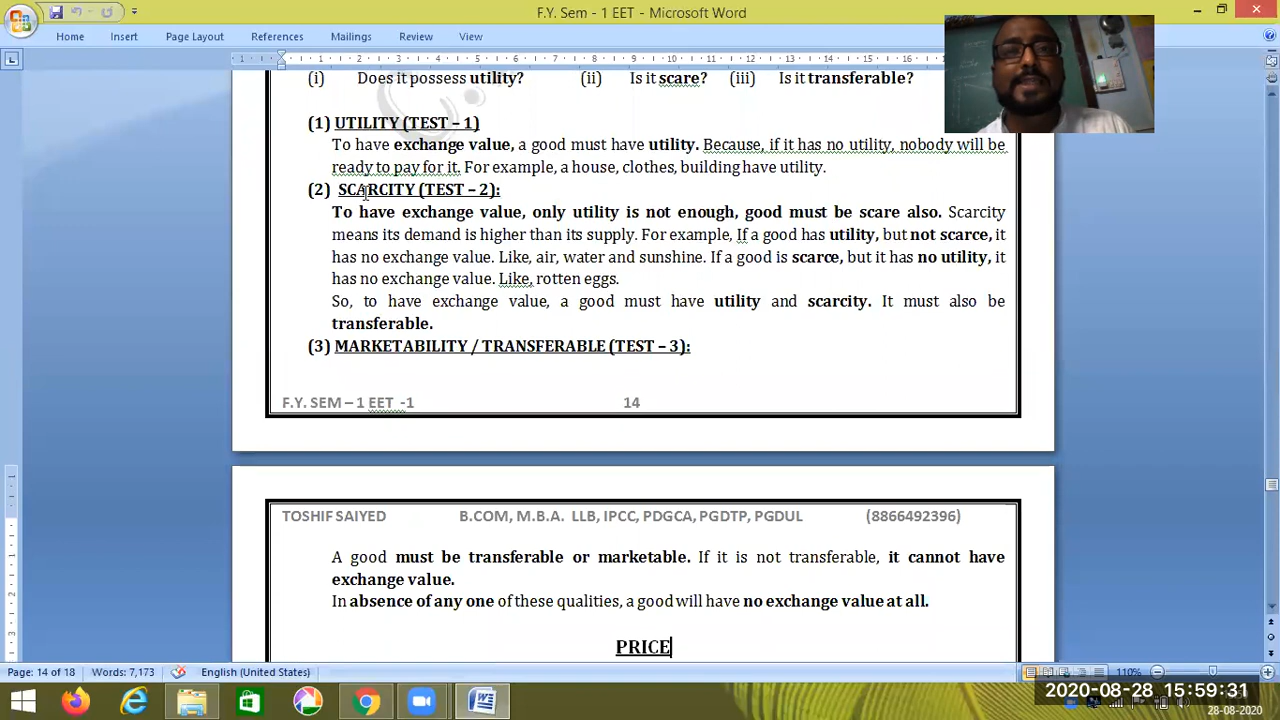 F.Y. Sem - 1 EET - Microsoft Word
Home Insert Page Layout References Mailings Review View
(i) Does it possess utility? (ii) Is it scare? (iii) Is it transferable?
(1) UTILITY (TEST – 1)
To have exchange value, a good must have utility. Because, if it has no utility, nobody will be
ready to pay for it. For example, a house, clothes, building have utility.
(2) SCARCITY (TEST – 2):
To have exchange value, only utility is not enough, good must be scare also. Scarcity
means its demand is higher than its supply. For example, If a good has utility, but not scarce, it
has no exchange value. Like, air, water and sunshine. If a good is scarce, but it has no utility, it
has no exchange value. Like, rotten eggs.
So, to have exchange value, a good must have utility and scarcity. It must also be
transferable.
(3) MARKETABILITY / TRANSFERABLE (TEST – 3):
F.Y. SEM – 1 EET -1 14
TOSHIF SAIYED B.COM, M.B.A. LLB, IPCC, PDGCA, PGDTP, PGDUL (8866492396)
A good must be transferable or marketable. If it is not transferable, it cannot have
exchange value.
In absence of any one of these qualities, a good will have no exchange value at all.
PRICE
Page: 14 of 18 Words: 7,173 English (United States) 110%
2020-08-28 15:59:31
28-08-2020